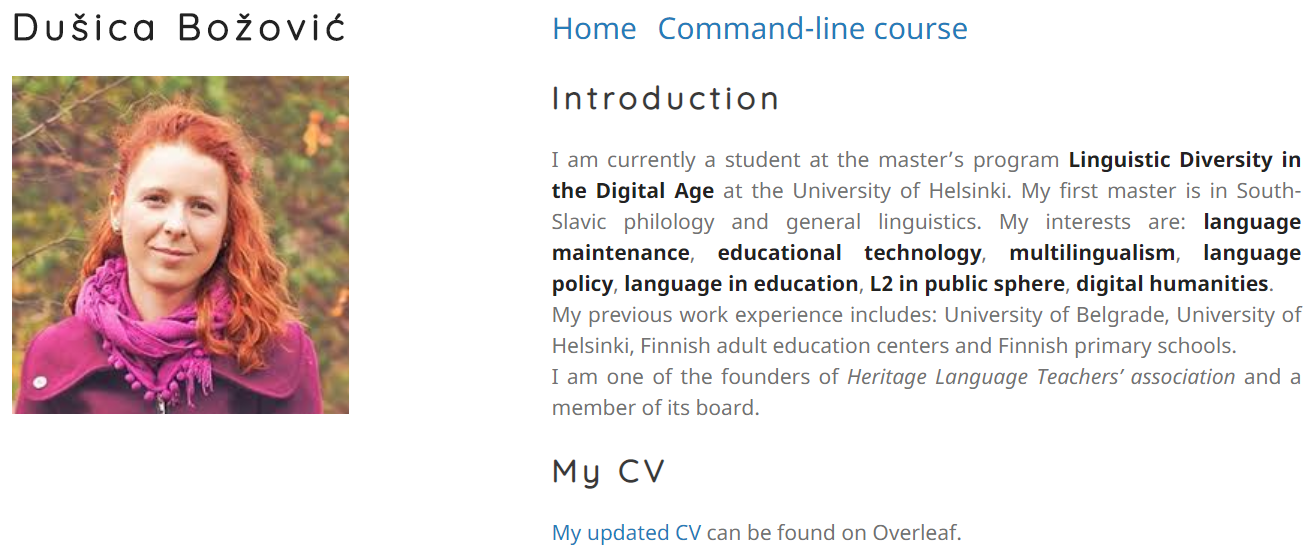 Dušica Božović
Home Command-line course
Introduction
I am currently a student at the master’s program Linguistic Diversity in
the Digital Age at the University of Helsinki. My first master is in South-
Slavic philology and general linguistics. My interests are: language
maintenance, educational technology, multilingualism, language
policy, language in education, L2 in public sphere, digital humanities.
My previous work experience includes: University of Belgrade, University of
Helsinki, Finnish adult education centers and Finnish primary schools.
I am one of the founders of Heritage Language Teachers’ association and a
member of its board.
My CV
My updated CV can be found on Overleaf.